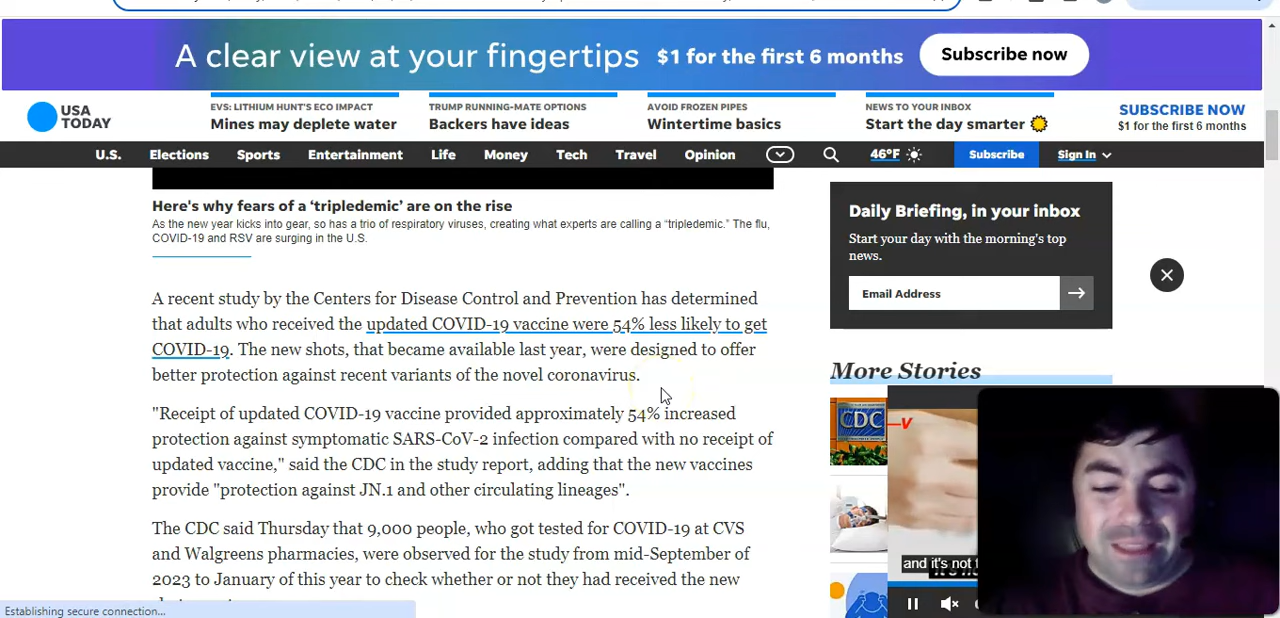 A clear view at your fingertips $1 for the first 6 months Subscribe now
USA
TODAY
EVS: LITHIUM HUNT'S ECO IMPACT
Mines may deplete water
TRUMP RUNNING-MATE OPTIONS
Backers have ideas
AVOID FROZEN PIPES
Wintertime basics
NEWS TO YOUR INBOX
Start the day smarter
SUBSCRIBE NOW
$1 for the first 6 months
U.S. Elections Sports Entertainment Life Money Tech Travel Opinion 46°F Subscribe Sign In
Here's why fears of a ‘tripledemic’ are on the rise
As the new year kicks into gear, so has a trio of respiratory viruses, creating what experts are calling a “tripledemic.” The flu,
COVID-19 and RSV are surging in the U.S.
A recent study by the Centers for Disease Control and Prevention has determined
that adults who received the updated COVID-19 vaccine were 54% less likely to get
COVID-19. The new shots, that became available last year, were designed to offer
better protection against recent variants of the novel coronavirus.
"Receipt of updated COVID-19 vaccine provided approximately 54% increased
protection against symptomatic SARS-CoV-2 infection compared with no receipt of
updated vaccine," said the CDC in the study report, adding that the new vaccines
provide "protection against JN.1 and other circulating lineages".
The CDC said Thursday that 9,000 people, who got tested for COVID-19 at CVS
and Walgreens pharmacies, were observed for the study from mid-September of
2023 to January of this year to check whether or not they had received the new
Daily Briefing, in your inbox
Start your day with the morning's top
news.
Email Address
More Stories
CDC
V
and it's not
Establishing secure connection...